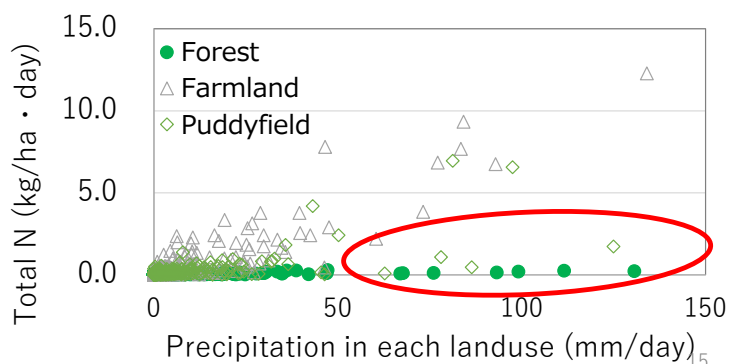 15.0
10.0
5.0
0.0
Total N (kg/ha・day)
Forest
Farmland
Puddyfield
0 50 100 150
Precipitation in each landuse (mm/day)
15